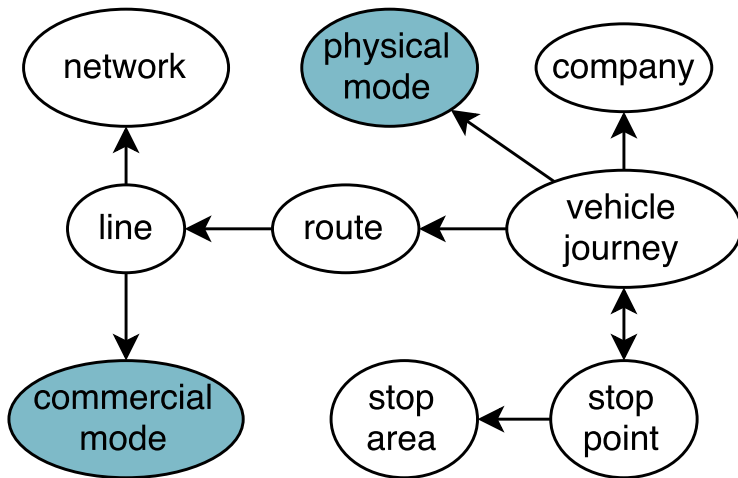 network
physical
mode
company
line
route
vehicle
journey
commercial
mode
stop
area
stop
point